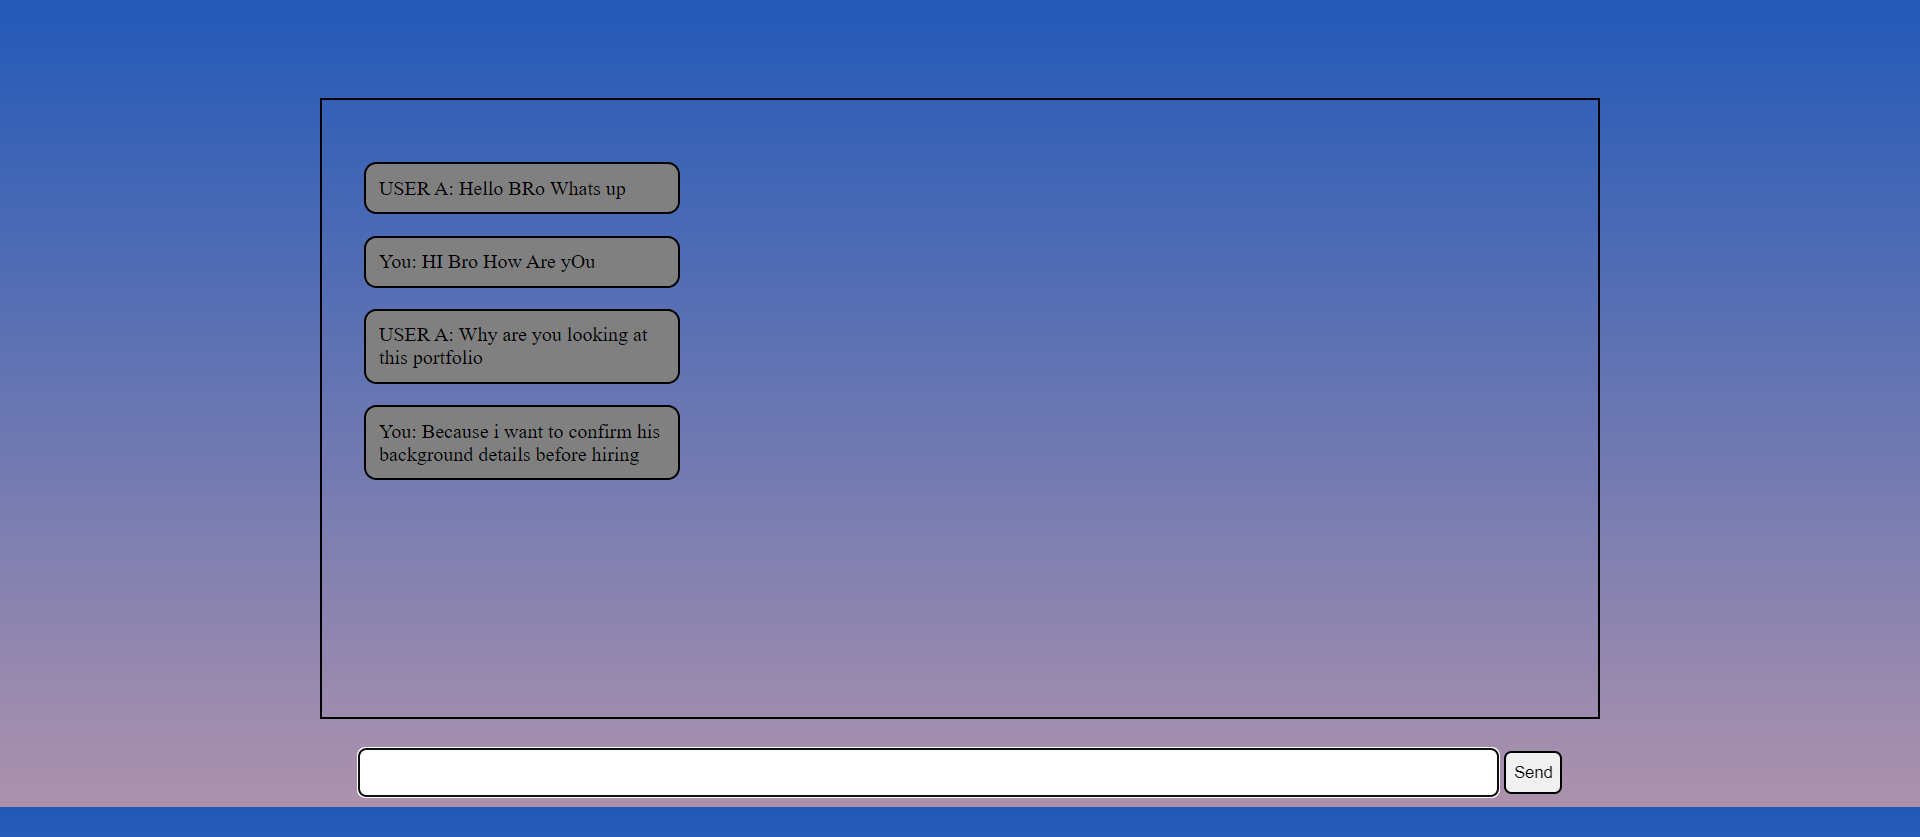 USER A: Hello BRo Whats up
You: HI Bro How Are yOu
USER A: Why are you looking at
this portfolio
You: Because i want to confirm his
background details before hiring
Send